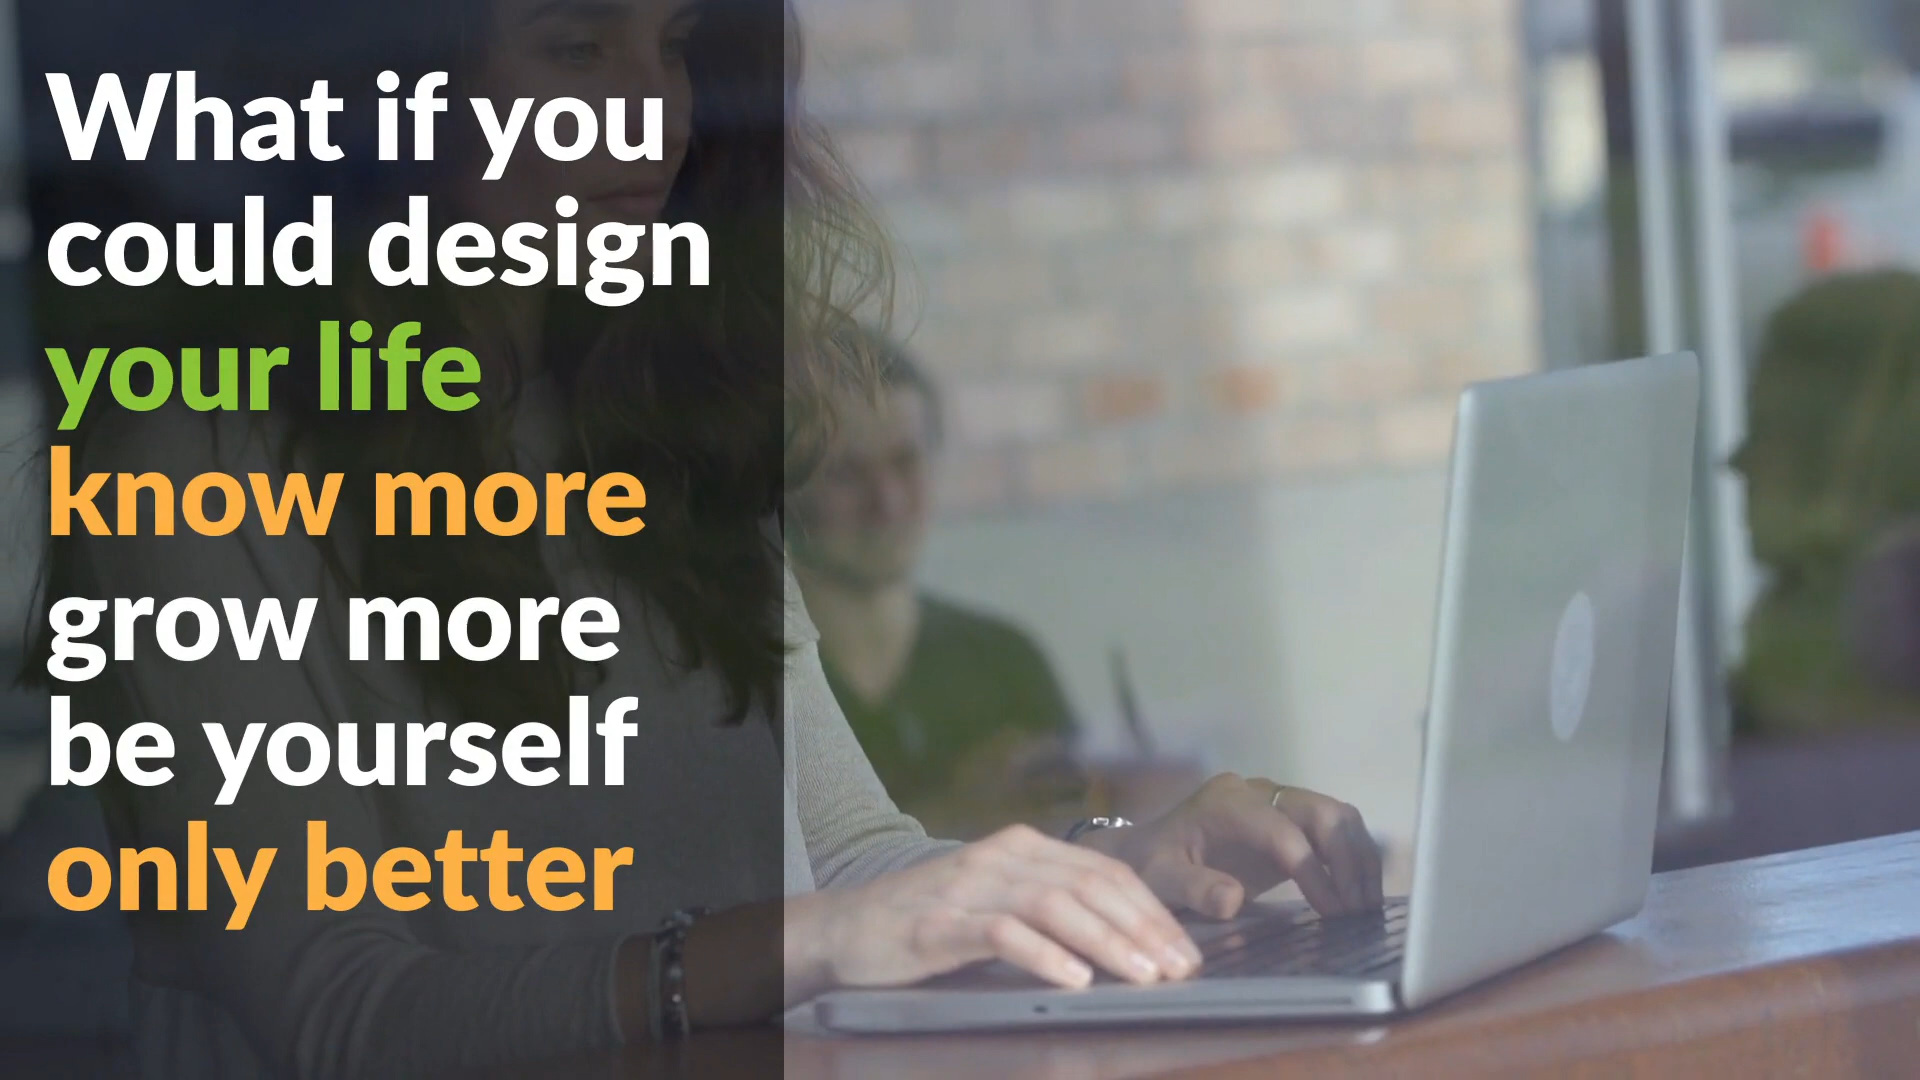 What if you
could design
your life
know more
grow more
be yourself
only better